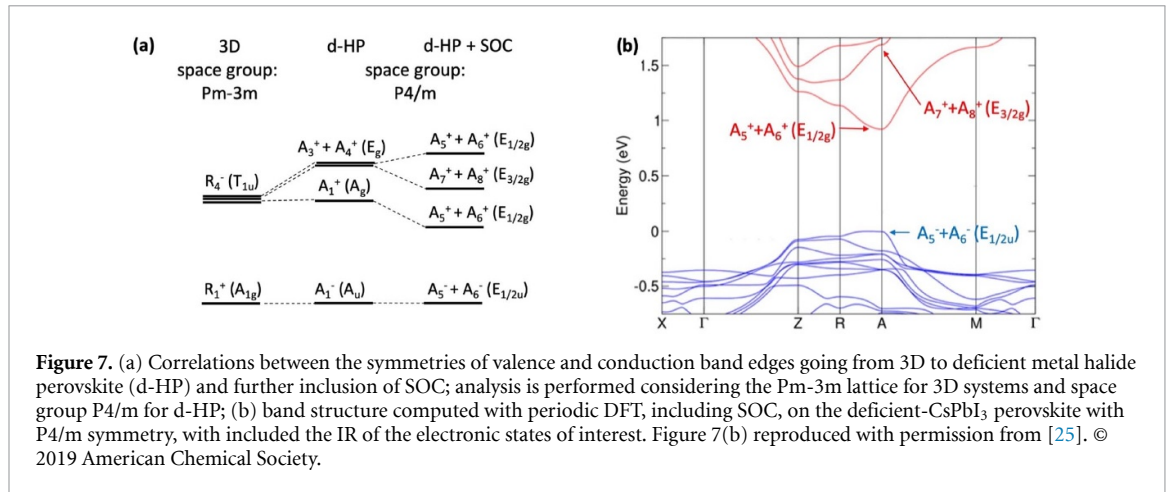 (a) 3D d-HP d-HP + SOC
space group: space group:
Pm-3m P4/m
A₃⁺ + A₄⁺ (E_g) A₅⁺ + A₆⁺ (E₁/₂g)
R₄⁻ (T₁ᵤ) A₁⁺ (A_g) A₇⁺ + A₈⁺ (E₃/₂g)
A₅⁺ + A₆⁺ (E₁/₂g)
R₁⁺ (A₁g) A₁⁻ (Aᵤ) A₅⁻ + A₆⁻ (E₁/₂ᵤ)
(b)
Energy (eV)
1.5
1
0.5
0
-0.5
A₇⁺+A₈⁺ (E₃/₂g)
A₅⁺+A₆⁺ (E₁/₂g)
A₅⁻+A₆⁻ (E₁/₂ᵤ)
X Γ Z R A M Γ
Figure 7. (a) Correlations between the symmetries of valence and conduction band edges going from 3D to deficient metal halide
perovskite (d-HP) and further inclusion of SOC; analysis is performed considering the Pm-3m lattice for 3D systems and space
group P4/m for d-HP; (b) band structure computed with periodic DFT, including SOC, on the deficient-CsPbI₃ perovskite with
P4/m symmetry, with included the IR of the electronic states of interest. Figure 7(b) reproduced with permission from [25]. ©
2019 American Chemical Society.